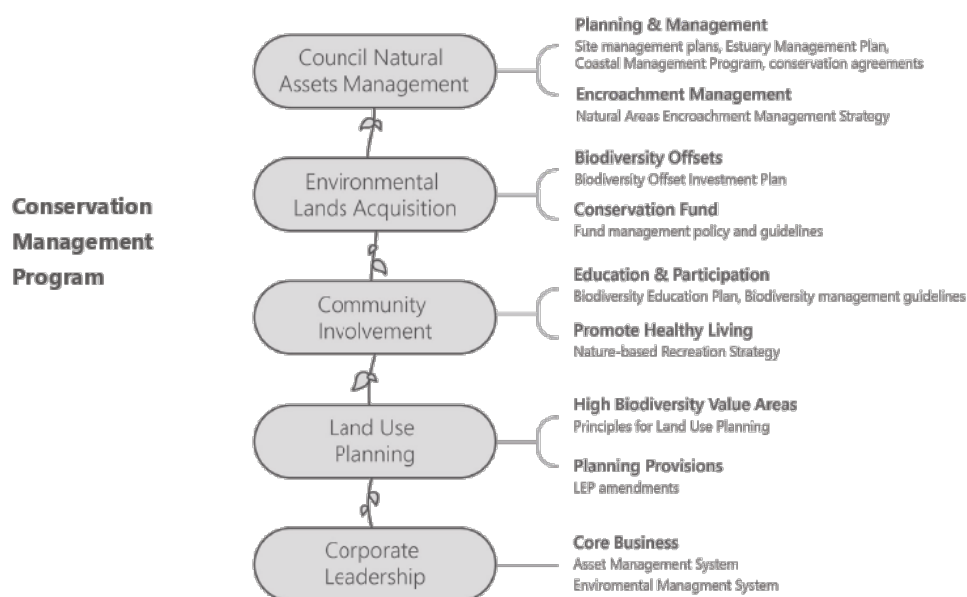 Conservation
Management
Program
Council Natural
Assets Management
Planning & Management
Site management plans, Estuary Management Plan,
Coastal Management Program, conservation agreements
Encroachment Management
Natural Areas Encroachment Management Strategy
Environmental
Lands Acquisition
Biodiversity Offsets
Biodiversity Offset Investment Plan
Conservation Fund
Fund management policy and guidelines
Community
Involvement
Education & Participation
Biodiversity Education Plan, Biodiversity management guidelines
Promote Healthy Living
Nature-based Recreation Strategy
Land Use
Planning
High Biodiversity Value Areas
Principles for Land Use Planning
Planning Provisions
LEP amendments
Corporate
Leadership
Core Business
Asset Management System
Enviromental Managment System